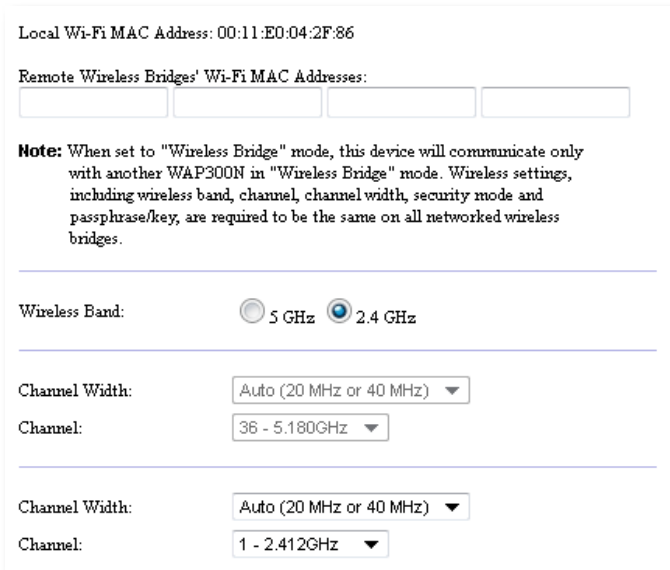 Local Wi-Fi MAC Address: 00:11:E0:04:2F:86
Remote Wireless Bridges' Wi-Fi MAC Addresses:
Note: When set to "Wireless Bridge" mode, this device will communicate only
with another WAP300N in "Wireless Bridge" mode. Wireless settings,
including wireless band, channel, channel width, security mode and
passphrase/key, are required to be the same on all networked wireless
bridges.
Wireless Band: 5 GHz 2.4 GHz
Channel Width: Auto (20 MHz or 40 MHz)
Channel: 36 - 5.180GHz
Channel Width: Auto (20 MHz or 40 MHz)
Channel: 1 - 2.412GHz